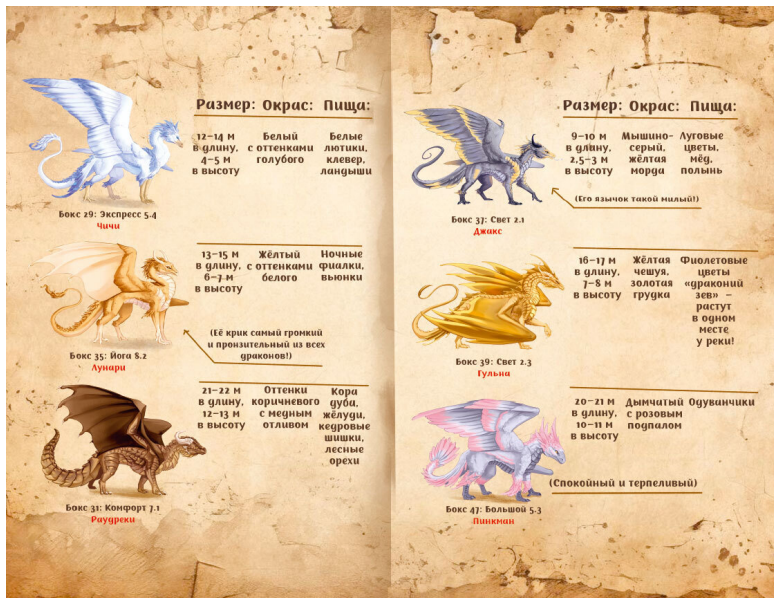 Размер: Окрас: Пища:
12–14 м Белый Белые
в длину, с оттенками лютики,
4–5 м голубого клевер,
в высоту ландыши
Бокс 29: Экспресс 5.4
Чичи
13–15 м Жёлтый Ночные
в длину, с оттенками фиалки,
6–7 м белого вьюнки
в высоту
(Её крик самый громкий
и пронзительный из всех
драконов!)
Бокс 35: Йога 8.2
Лунари
21–22 м Оттенки Кора
в длину, коричневого дуба,
12–13 м с медным жёлуди,
в высоту отливом кедровые
шишки,
лесные
орехи
Бокс 31: Комфорт 7.1
Раудреки
Размер: Окрас: Пища:
9–10 м Мышино- Луговые
в длину, серый, цветы,
2,5–3 м жёлтая мёд,
в высоту морда полынь
(Его язычок такой милый!)
Бокс 37: Свет 2.1
Джакс
16–17 м Жёлтая Фиолетовые
в длину, чешуя, цветы
7–8 м золотая «драконий
в высоту грудка зев» –
растут
в одном
месте
у реки!
Бокс 39: Свет 2.3
Гульна
20–21 м Дымчатый Одуванчики
в длину, с розовым
10–11 м подпалом
в высоту
(Спокойный и терпеливый)
Бокс 47: Большой 5.3
Пинкман